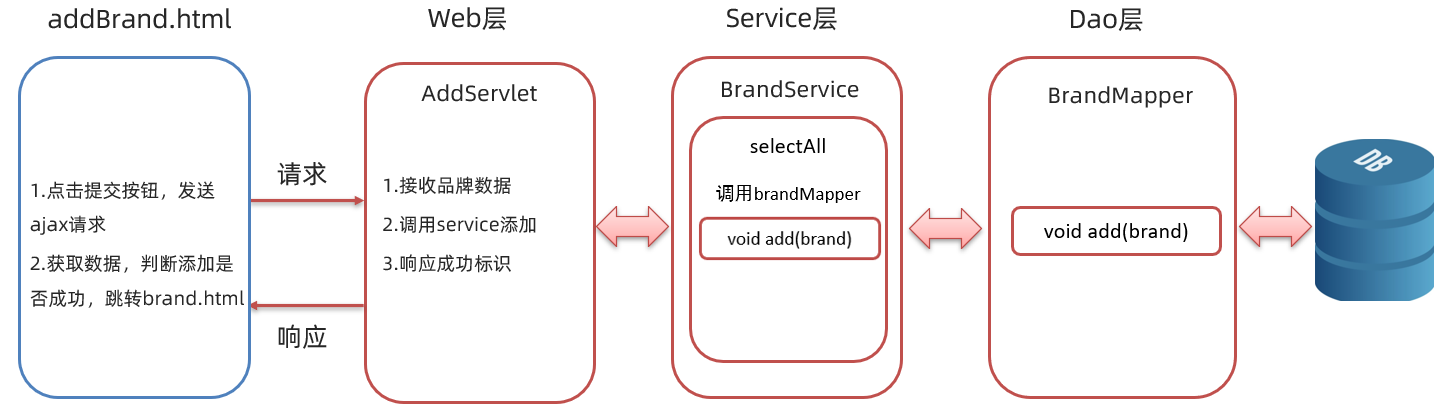 addBrand.html
Web层
Service层
Dao层
1.点击提交按钮，发送
ajax请求
2.获取数据，判断添加是
否成功，跳转brand.html
请求
响应
AddServlet
1.接收品牌数据
2.调用service添加
3.响应成功标识
BrandService
selectAll
调用brandMapper
void add(brand)
BrandMapper
void add(brand)
DB